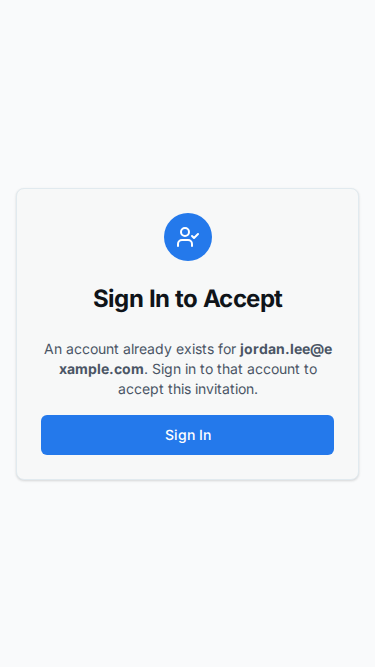 Sign In to Accept
An account already exists for jordan.lee@e
xample.com. Sign in to that account to
accept this invitation.
Sign In